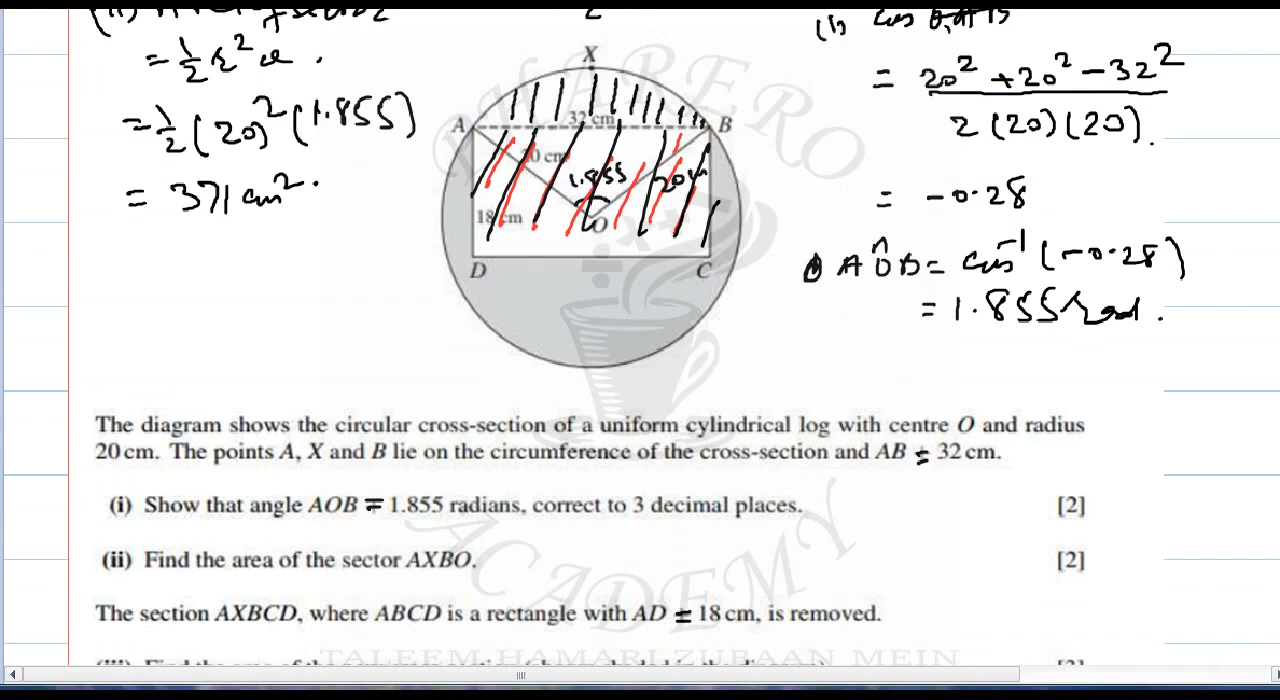 = 1/2 r² θ .
= 1/2 (20)² (1.855)
= 371 cm² .
X
A
32 cm
B
20 cm
1.855
20 cm
18 cm
O
D
C
= 20² + 20² - 32²
2 (20)(20) .
= -0.28
AÔB = cos⁻¹ (-0.28)
= 1.855 rad .
The diagram shows the circular cross-section of a uniform cylindrical log with centre O and radius
20 cm. The points A, X and B lie on the circumference of the cross-section and AB = 32 cm.
(i) Show that angle AOB = 1.855 radians, correct to 3 decimal places. [2]
(ii) Find the area of the sector AXBO. [2]
The section AXBCD, where ABCD is a rectangle with AD = 18 cm, is removed.
PAPERO
ACADEMY
TALEEM HAMARI ZUBAAN MEIN